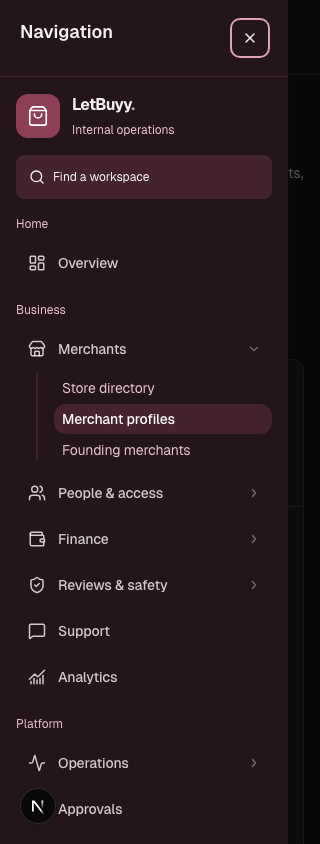 Navigation
LetBuyy.
Internal operations
ts,
Find a workspace
Home
Overview
Business
Merchants
Store directory
Merchant profiles
Founding merchants
People & access
Finance
Reviews & safety
Support
Analytics
Platform
Operations
N
Approvals